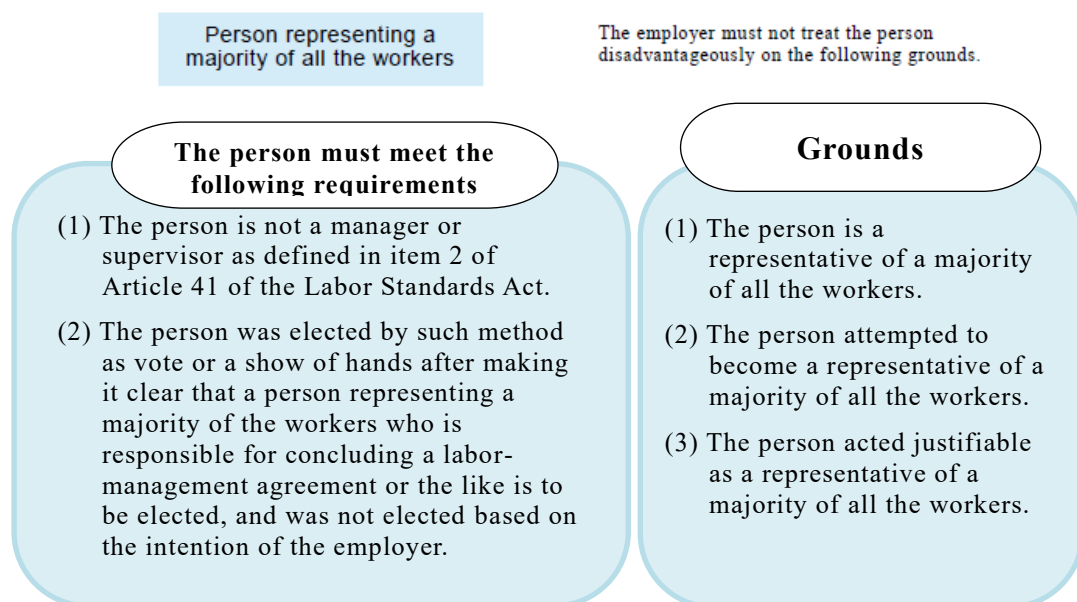 Person representing a
majority of all the workers
The employer must not treat the person
disadvantageously on the following grounds.
The person must meet the
following requirements
(1) The person is not a manager or
supervisor as defined in item 2 of
Article 41 of the Labor Standards Act.
(2) The person was elected by such method
as vote or a show of hands after making
it clear that a person representing a
majority of the workers who is
responsible for concluding a labor-
management agreement or the like is to
be elected, and was not elected based on
the intention of the employer.
Grounds
(1) The person is a
representative of a majority
of all the workers.
(2) The person attempted to
become a representative of a
majority of all the workers.
(3) The person acted justifiable
as a representative of a
majority of all the workers.